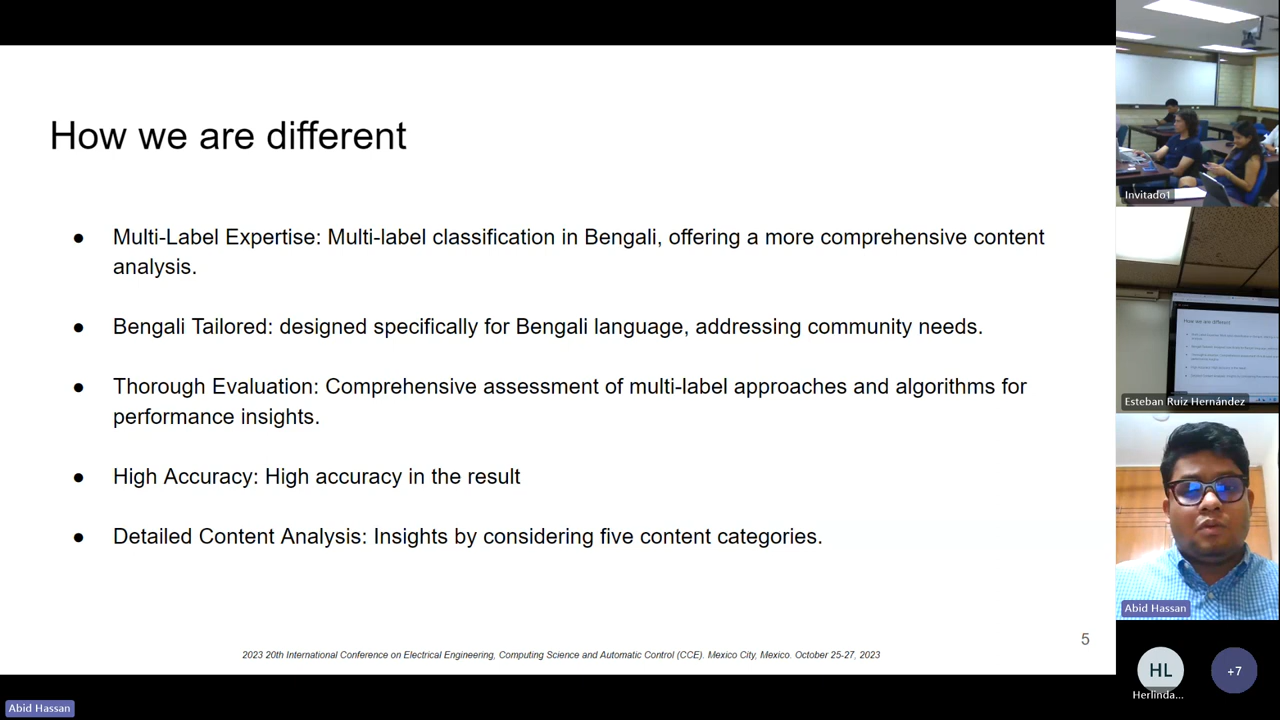 How we are different
● Multi-Label Expertise: Multi-label classification in Bengali, offering a more comprehensive content
analysis.
● Bengali Tailored: designed specifically for Bengali language, addressing community needs.
● Thorough Evaluation: Comprehensive assessment of multi-label approaches and algorithms for
performance insights.
● High Accuracy: High accuracy in the result
● Detailed Content Analysis: Insights by considering five content categories.
5
2023 20th International Conference on Electrical Engineering, Computing Science and Automatic Control (CCE). Mexico City, Mexico. October 25-27, 2023
Abid Hassan
Invitado1
How we are different
Esteban Ruiz Hernández
Abid Hassan
HL
Herlinda...
+7